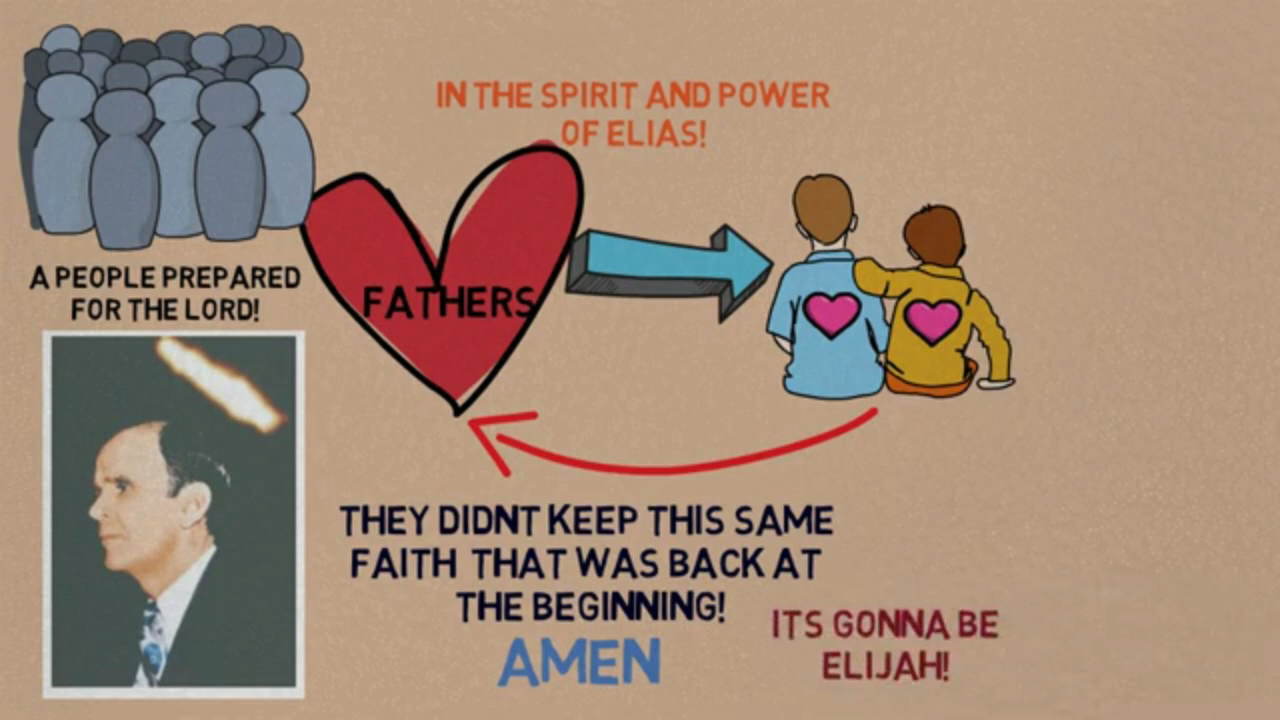 IN THE SPIRIT AND POWER
OF ELIAS!
A PEOPLE PREPARED
FOR THE LORD!
FATHERS
THEY DIDNT KEEP THIS SAME
FAITH THAT WAS BACK AT
THE BEGINNING!
AMEN
ITS GONNA BE
ELIJAH!